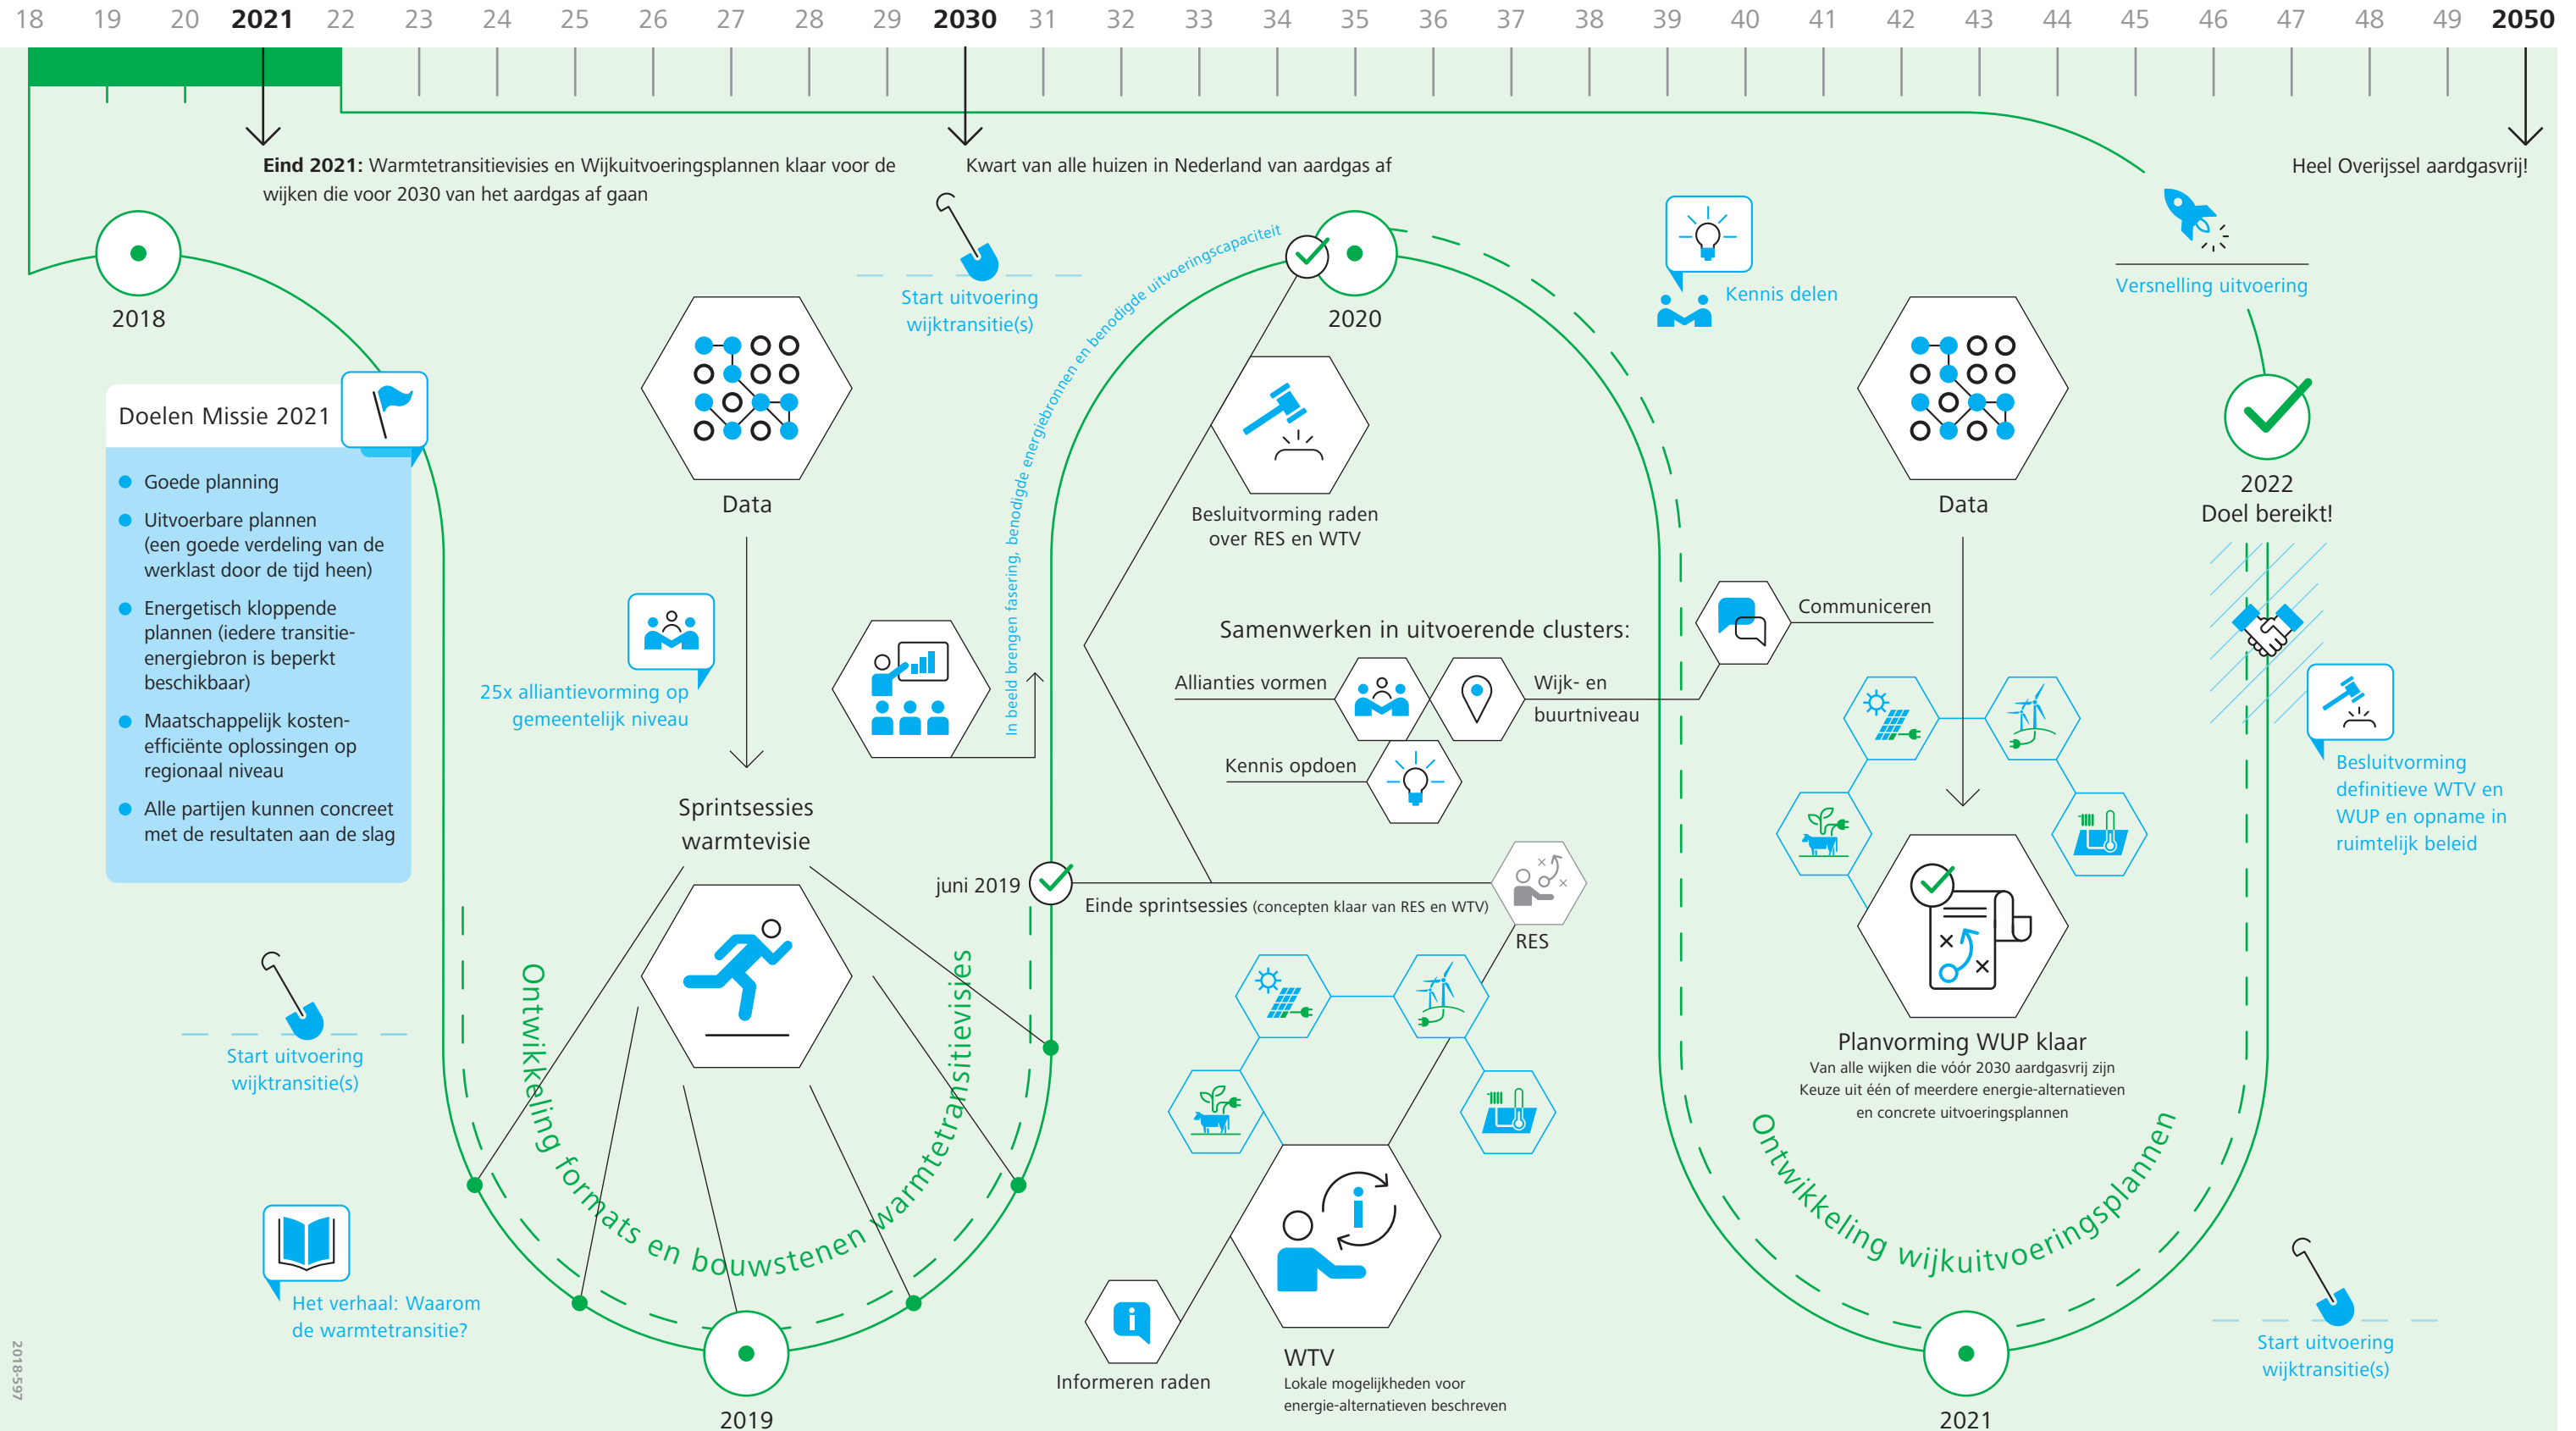 18 19 20 2021 22 23 24 25 26 27 28 29 2030 31 32 33 34 35 36 37 38 39 40 41 42 43 44 45 46 47 48 49 2050
Eind 2021: Warmtetransitievisies en Wijkuitvoeringsplannen klaar voor de
wijken die voor 2030 van het aardgas af gaan
Kwart van alle huizen in Nederland van aardgas af
Heel Overijssel aardgasvrij!
2018
Doelen Missie 2021
Goede planning
Uitvoerbare plannen
(een goede verdeling van de
werklast door de tijd heen)
Energetisch kloppende
plannen (iedere transitie-
energiebron is beperkt
beschikbaar)
Maatschappelijk kosten-
efficiënte oplossingen op
regionaal niveau
Alle partijen kunnen concreet
met de resultaten aan de slag
Start uitvoering
wijktransitie(s)
Het verhaal: Waarom
de warmtetransitie?
2018-597
Data
25x alliantievorming op
gemeentelijk niveau
Sprintsessies
warmtevisie
Ontwikkeling formats en bouwstenen warmtetransitievisies
2019
Start uitvoering
wijktransitie(s)
In beeld brengen fasering, benodigde energiebronnen en benodigde uitvoeringscapaciteit
2020
Besluitvorming raden
over RES en WTV
Samenwerken in uitvoerende clusters:
Allianties vormen
Wijk- en
buurtniveau
Kennis opdoen
Communiceren
juni 2019
Einde sprintsessies (concepten klaar van RES en WTV)
RES
Informeren raden
WTV
Lokale mogelijkheden voor
energie-alternatieven beschreven
Kennis delen
Data
Planvorming WUP klaar
Van alle wijken die vóór 2030 aardgasvrij zijn
Keuze uit één of meerdere energie-alternatieven
en concrete uitvoeringsplannen
Ontwikkeling wijkuitvoeringsplannen
2021
Versnelling uitvoering
2022
Doel bereikt!
Besluitvorming
definitieve WTV en
WUP en opname in
ruimtelijk beleid
Start uitvoering
wijktransitie(s)